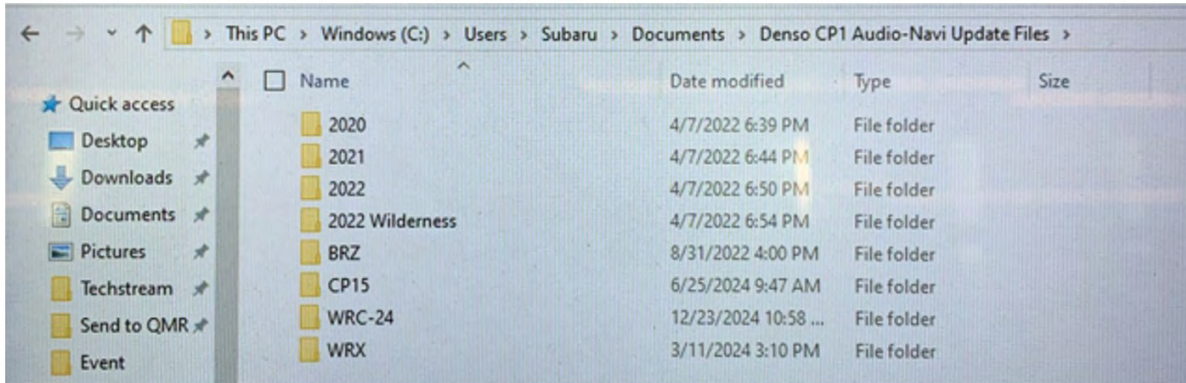 This PC > Windows (C:) > Users > Subaru > Documents > Denso CP1 Audio-Navi Update Files >
Name Date modified Type Size
Quick access
Desktop
Downloads
Documents
Pictures
Techstream
Send to QMR
Event
2020 4/7/2022 6:39 PM File folder
2021 4/7/2022 6:44 PM File folder
2022 4/7/2022 6:50 PM File folder
2022 Wilderness 4/7/2022 6:54 PM File folder
BRZ 8/31/2022 4:00 PM File folder
CP15 6/25/2024 9:47 AM File folder
WRC-24 12/23/2024 10:58 ... File folder
WRX 3/11/2024 3:10 PM File folder